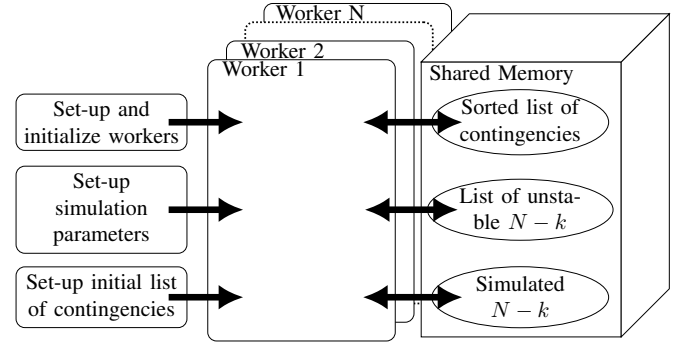 Worker N
Worker 2
Worker 1
Shared Memory
Set-up and
initialize workers
Sorted list of
contingencies
Set-up
simulation
parameters
List of unsta-
ble N − k
Set-up initial list
of contingencies
Simulated
N − k